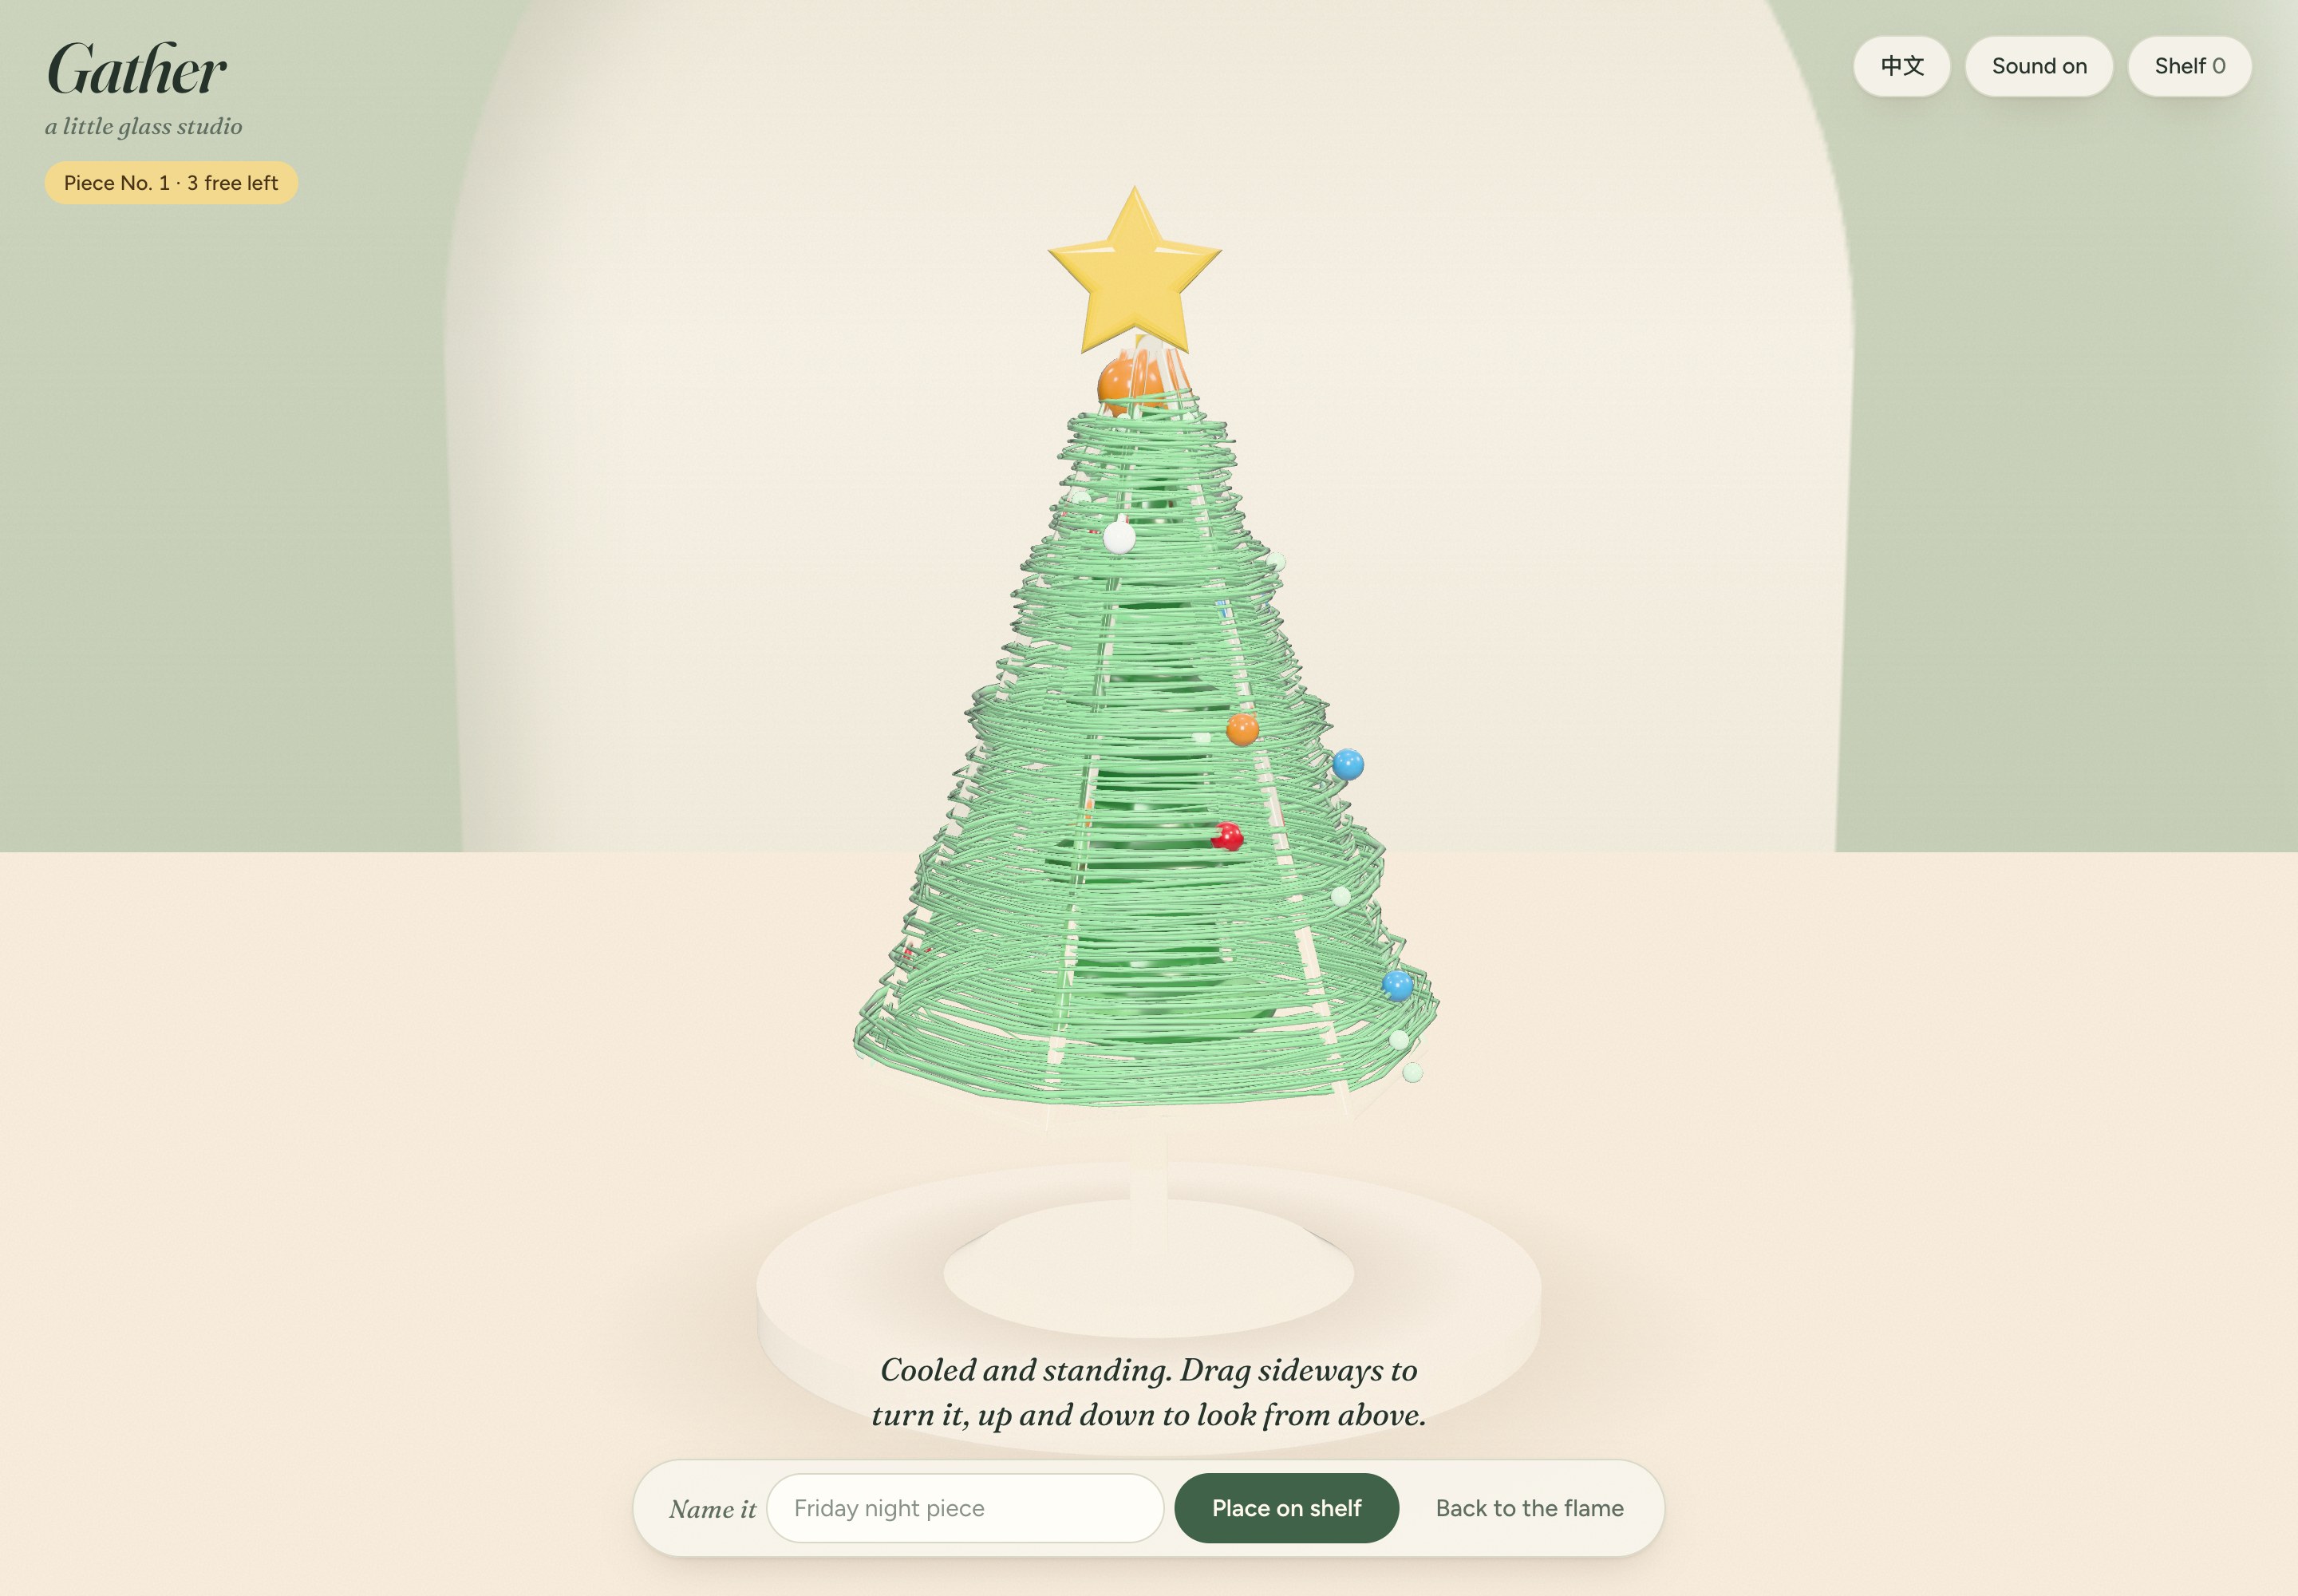 Gather
a little glass studio
Piece No. 1 · 3 free left
中文
Sound on
Shelf 0
Cooled and standing. Drag sideways to
turn it, up and down to look from above.
Name it
Friday night piece
Place on shelf
Back to the flame